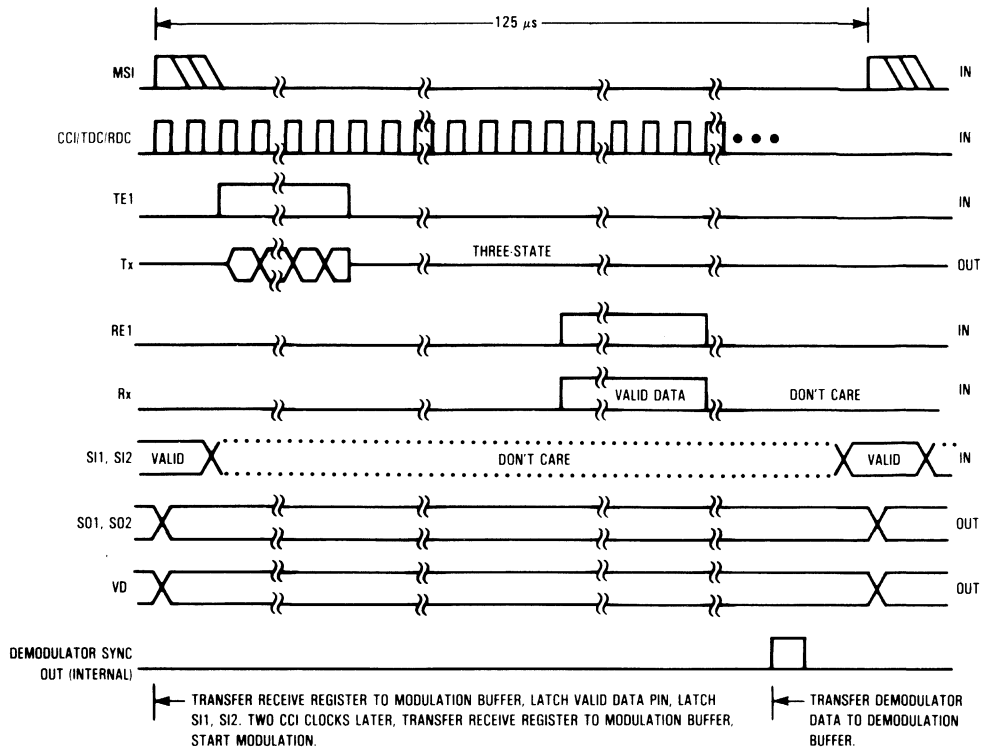 125 μs
MSI
IN
CCI/TDC/RDC
IN
TE1
IN
Tx
THREE-STATE
OUT
RE1
IN
Rx
VALID DATA
DON'T CARE
IN
SI1, SI2
VALID
DON'T CARE
VALID
IN
SO1, SO2
OUT
VD
OUT
DEMODULATOR SYNC
OUT (INTERNAL)
TRANSFER RECEIVE REGISTER TO MODULATION BUFFER, LATCH VALID DATA PIN, LATCH
SI1, SI2. TWO CCI CLOCKS LATER, TRANSFER RECEIVE REGISTER TO MODULATION BUFFER,
START MODULATION.
TRANSFER DEMODULATOR
DATA TO DEMODULATION
BUFFER.